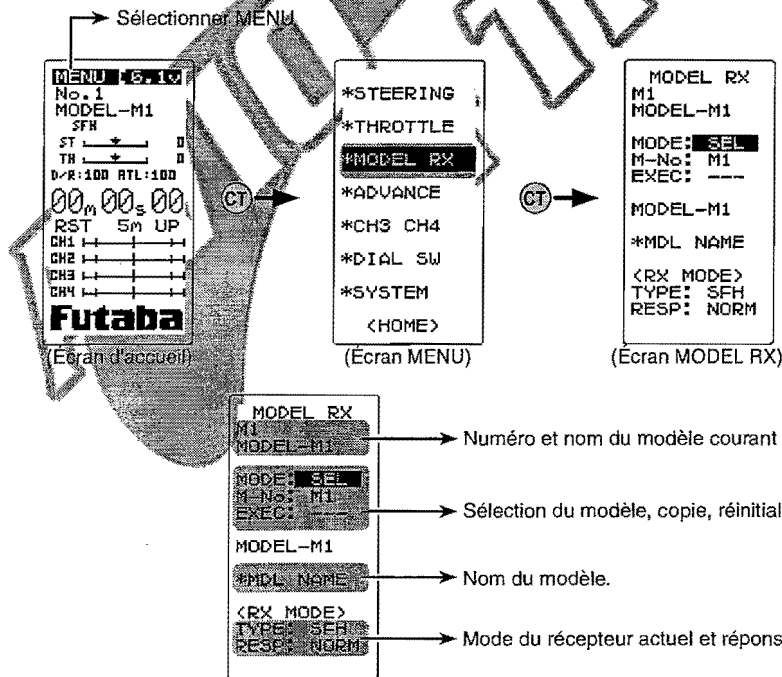 Sélectionner MENU
MENU 6.1v
No.1
MODEL-M1
SFH
ST 0
TH 0
D/R:100 ATL:100
00m00s00
RST 5m UP
CH1
CH2
CH3
CH4
Futaba
(Écran d'accueil)
CT
*STEERING
*THROTTLE
*MODEL RX
*ADVANCE
*CH3 CH4
*DIAL SW
*SYSTEM
<HOME>
(Écran MENU)
CT
MODEL RX
M1
MODEL-M1
MODE: SEL
M-No: M1
EXEC: ---
MODEL-M1
*MDL NAME
<RX MODE>
TYPE: SFH
RESP: NORM
(Écran MODEL RX)
MODEL RX
M1
MODEL-M1
Numéro et nom du modèle courant
MODE: SEL
M-No: M1
EXEC: ---
Sélection du modèle, copie, réinitial
MODEL-M1
*MDL NAME
Nom du modèle.
<RX MODE>
TYPE: SFH
RESP: NORM
Mode du récepteur actuel et répons